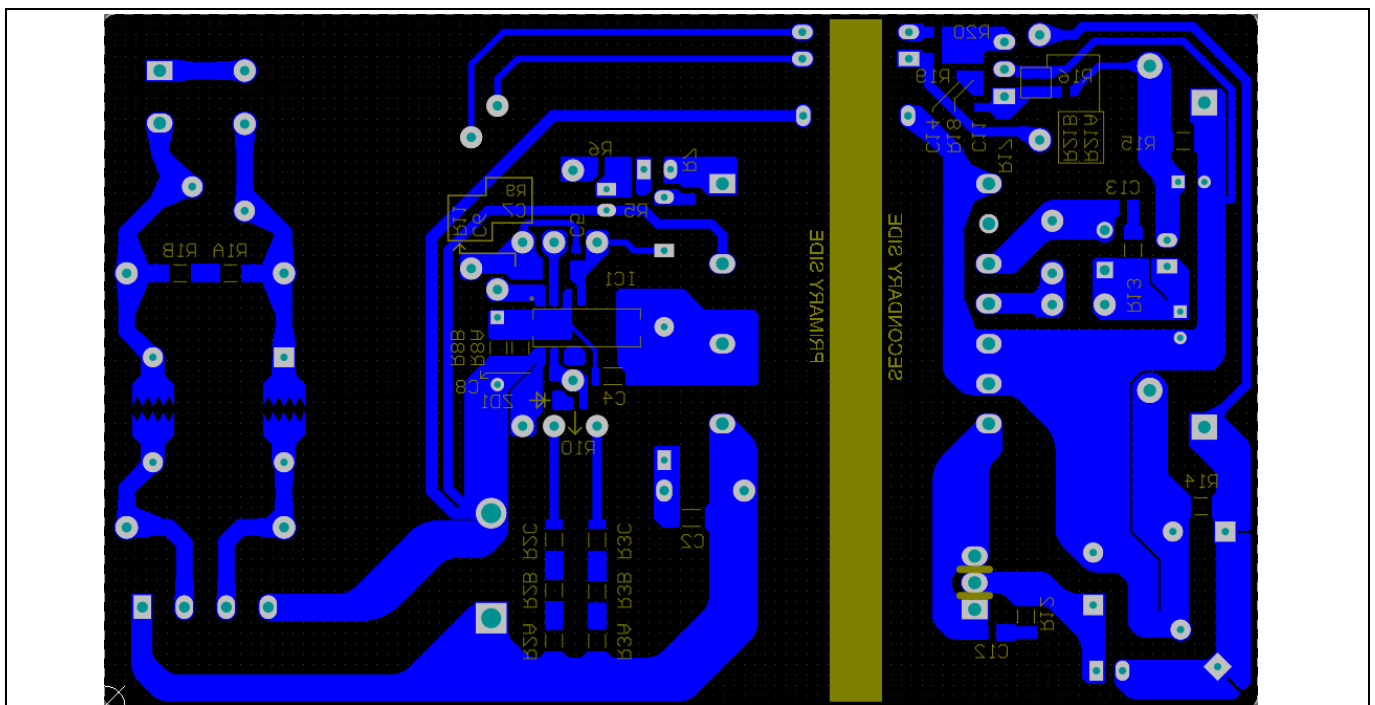 R20
R19
R16
C14
R18
C11
R21B
R21A
R15
R17
R6
R7
C13
R9
C7
R11
C6
R5
C5
R1B
R1A
PRIMARY SIDE
SECONDARY SIDE
IC1
R13
R8B
R8A
C8
ZD1
C4
R10
R14
C2
R2C
R3C
R2B
R3B
R2A
R3A
R12
C12